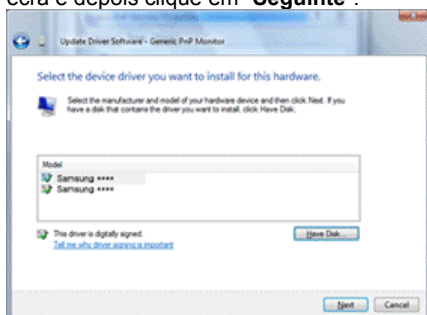 ecrã e depois clique em "Seguinte".
Update Driver Software - Generic PnP Monitor
Select the device driver you want to install for this hardware.
Select the manufacturer and model of your hardware device and then click Next. If you
have a disk that contains the driver you want to install, click Have Disk.
Model
Samsung ****
Samsung ****
This driver is digitally signed.
Have Disk...
Tell me why driver signing is important
Next
Cancel